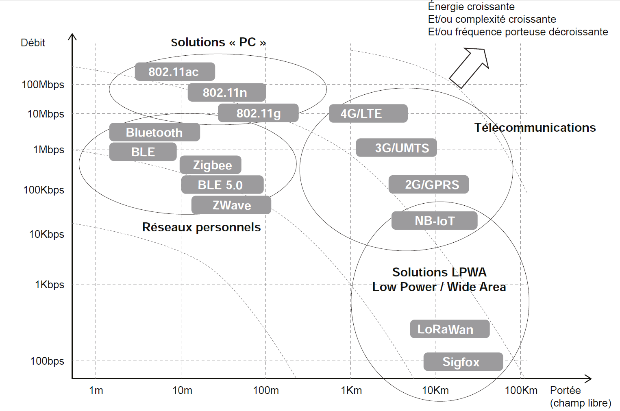 Énergie croissante
Et/ou complexité croissante
Et/ou fréquence porteuse décroissante
Débit
Solutions « PC »
802.11ac
100Mbps
802.11n
10Mbps
802.11g
4G/LTE
Télécommunications
Bluetooth
1Mbps
BLE
3G/UMTS
Zigbee
100Kbps
BLE 5.0
2G/GPRS
ZWave
NB-IoT
Réseaux personnels
10Kbps
Solutions LPWA
Low Power / Wide Area
1Kbps
LoRaWan
100bps
Sigfox
1m
10m
100m
1Km
10Km
100Km
Portée
(champ libre)